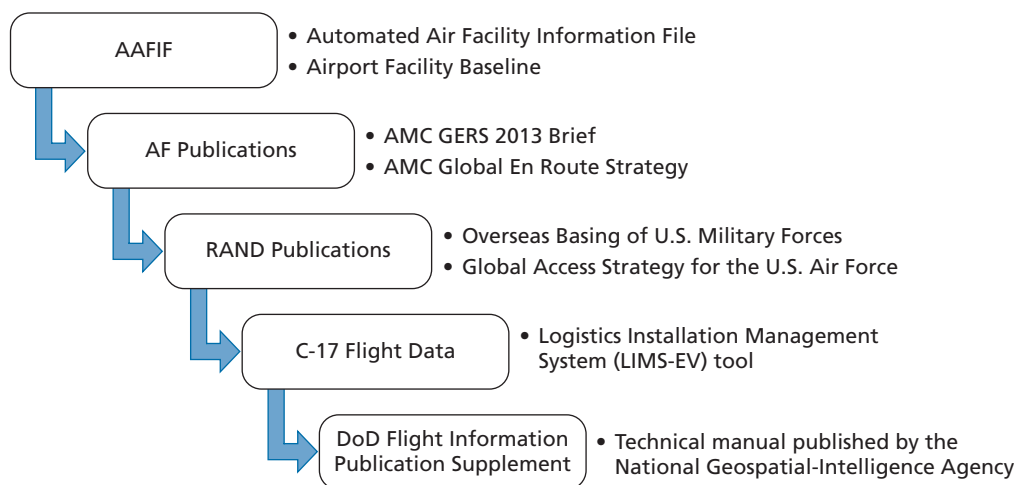 AAFIF
• Automated Air Facility Information File
• Airport Facility Baseline
AF Publications
• AMC GERS 2013 Brief
• AMC Global En Route Strategy
RAND Publications
• Overseas Basing of U.S. Military Forces
• Global Access Strategy for the U.S. Air Force
C-17 Flight Data
• Logistics Installation Management
System (LIMS-EV) tool
DoD Flight Information
Publication Supplement
• Technical manual published by the
National Geospatial-Intelligence Agency